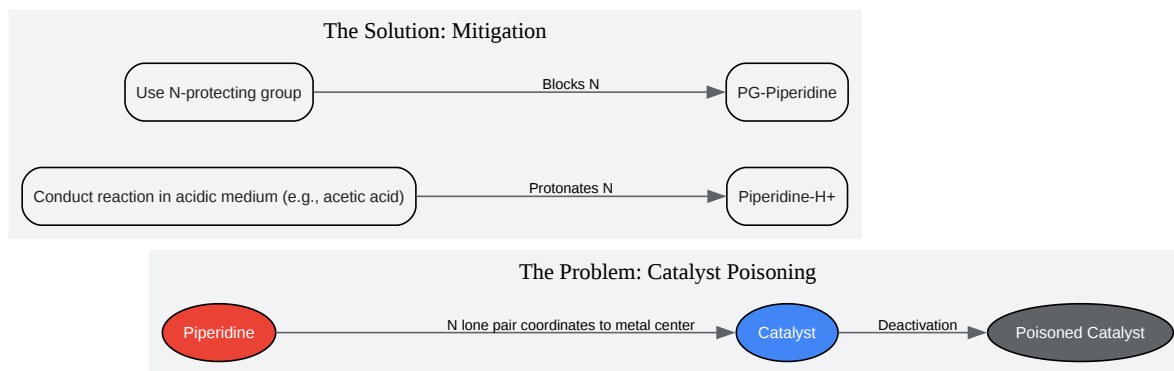 The Solution: Mitigation
Use N-protecting group
Blocks N
PG-Piperidine
Conduct reaction in acidic medium (e.g., acetic acid)
Protonates N
Piperidine-H+
The Problem: Catalyst Poisoning
Piperidine
N lone pair coordinates to metal center
Catalyst
Deactivation
Poisoned Catalyst